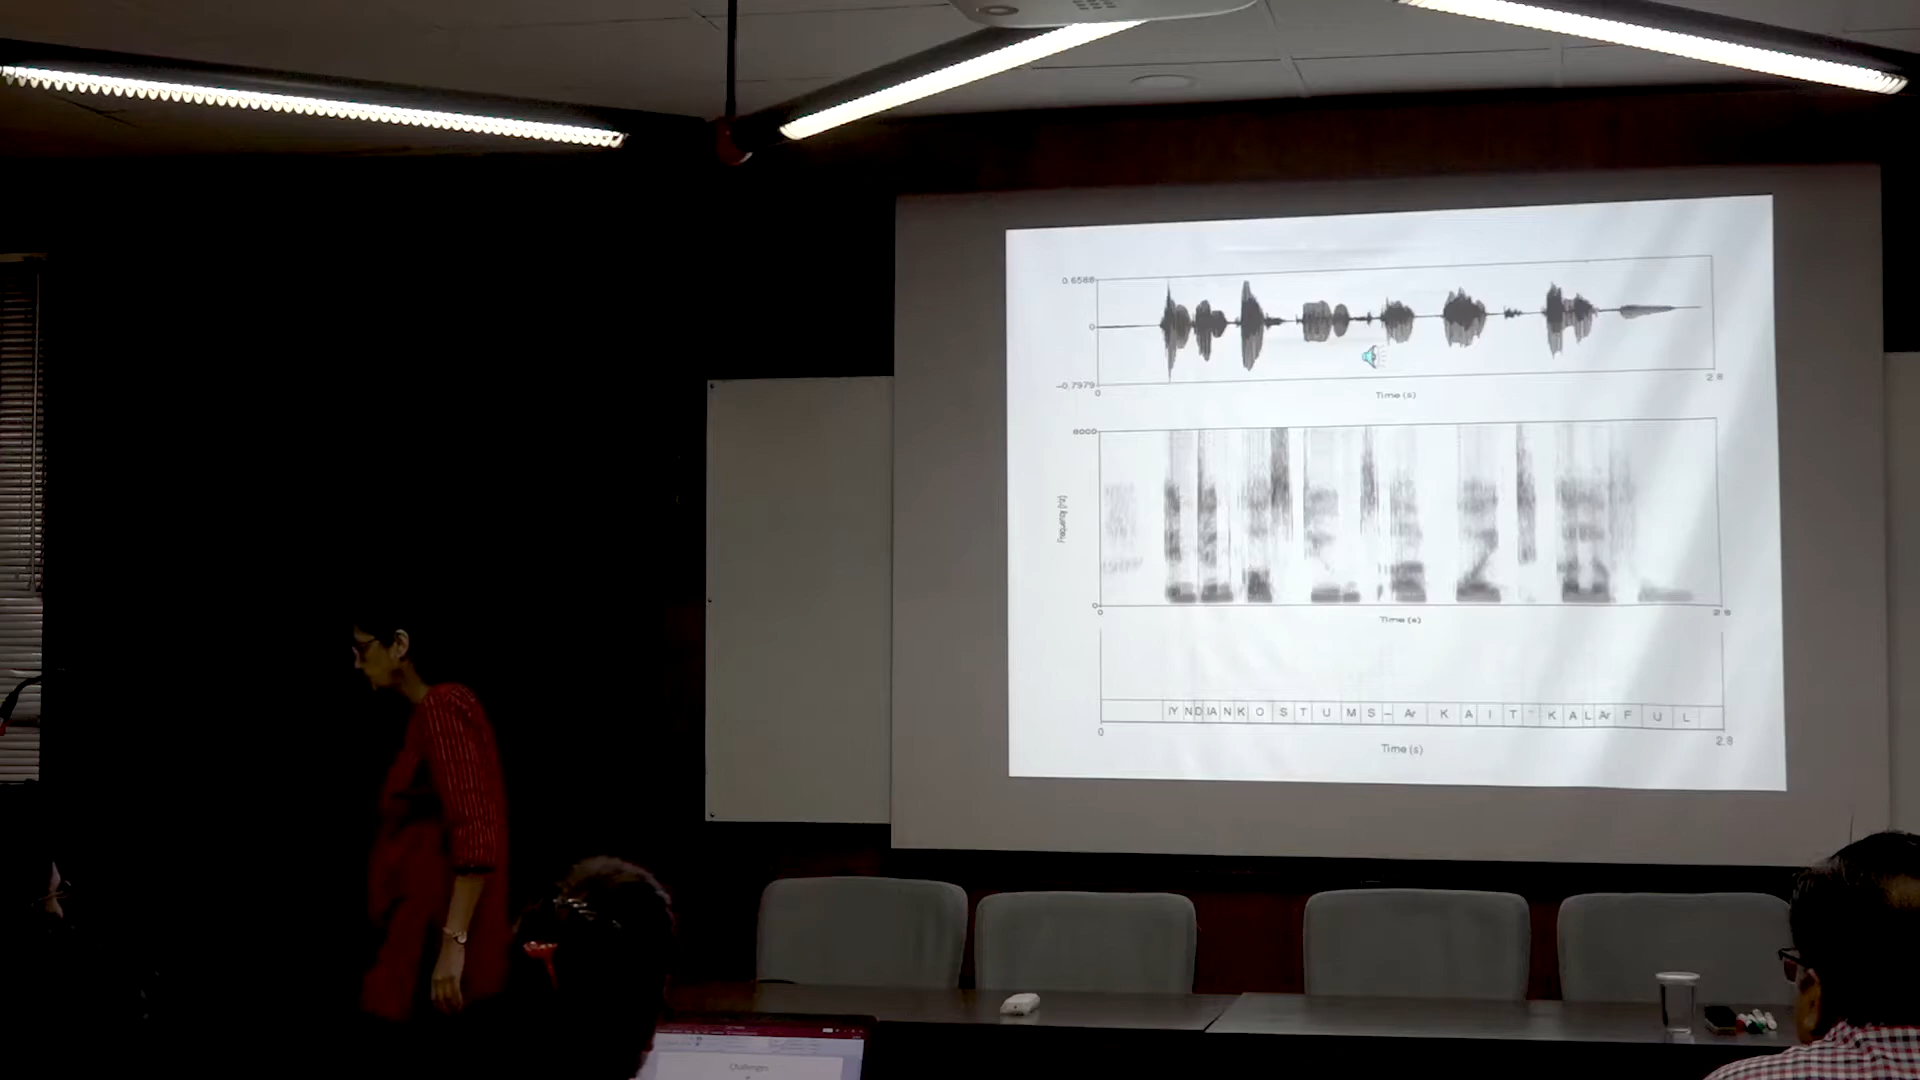 0.6588
0
-0.7979
0
2.8
Time (s)
8000
Frequency (Hz)
0
0
2.8
Time (s)
IY N D IA N K O S T U M S – Ar K A I T - K A L Ar F U L
0
2.8
Time (s)
Challenges